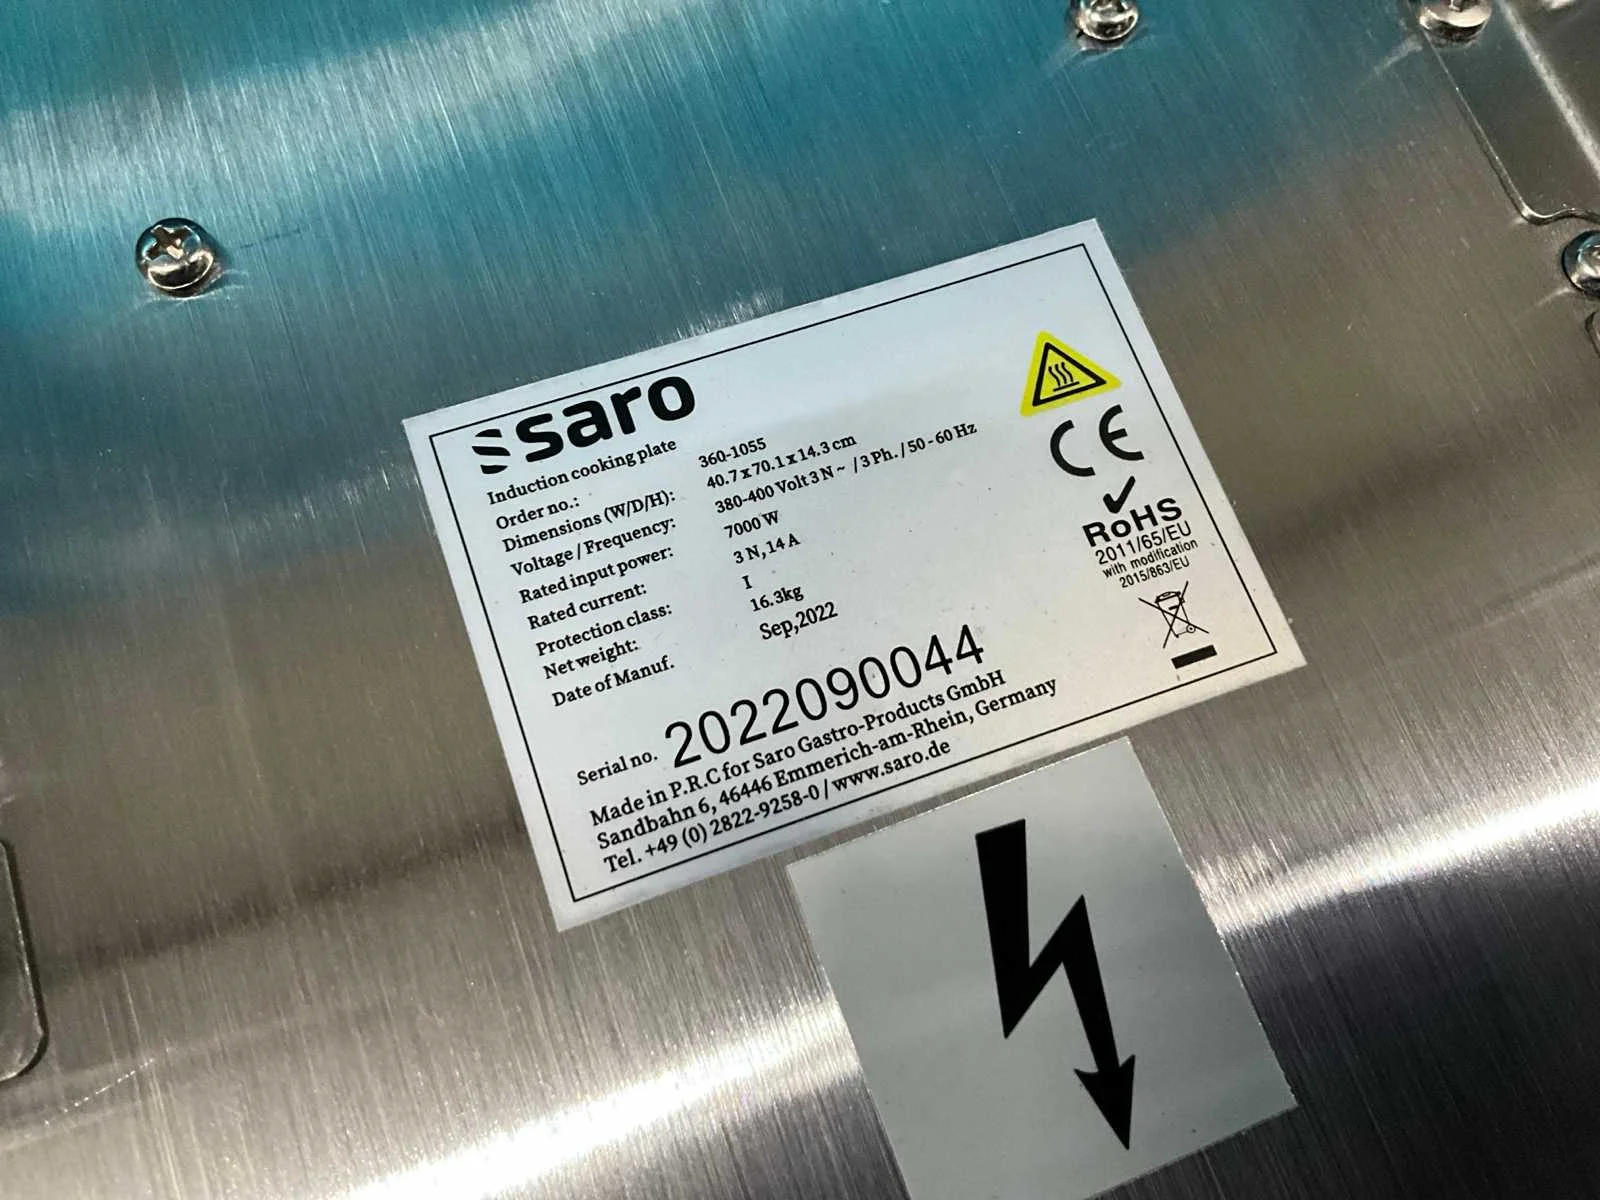 saro
Induction cooking plate
Order no.: 360-1055
Dimensions (W/D/H): 40.7 x 70.1 x 14.3 cm
Voltage / Frequency: 380-400 Volt 3 N ~ / 3 Ph. / 50 - 60 Hz
Rated input power: 7000 W
Rated current: 3 N, 14 A
Protection class: I
Net weight: 16.3kg
Date of Manuf. Sep,2022
Serial no. 2022090044
Made in P.R.C for Saro Gastro-Products GmbH
Sandbahn 6, 46446 Emmerich-am-Rhein, Germany
Tel. +49 (0) 2822-9258-0 / www.saro.de
CE
RoHS
2011/65/EU
with modification
2015/863/EU